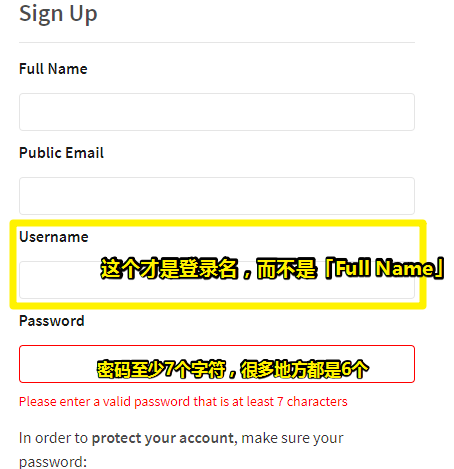 Sign Up
Full Name
Public Email
Username
这个才是登录名，而不是「Full Name」
Password
密码至少7个字符，很多地方都是6个
Please enter a valid password that is at least 7 characters
In order to protect your account, make sure your
password: